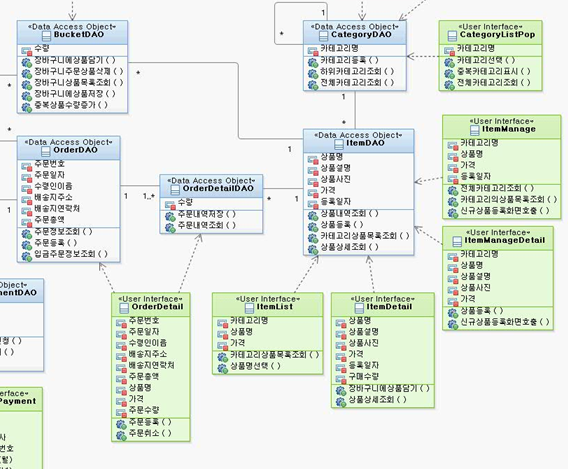 «Data Access Object»
BucketDAO
수량
장바구니에상품담기 ( )
장바구니주문상품삭제 ( )
장바구니상품목록조회 ( )
장바구니에상품저장 ( )
중복상품수량증가 ( )
«Data Access Object»
CategoryDAO
카테고리명
카테고리등록 ( )
하위카테고리조회 ( )
전체카테고리조회 ( )
1
*
*
1
*
1
«User Interface»
CategoryListPop
카테고리명
카테고리선택 ( )
중복카테고리표시 ( )
전체카테고리조회 ( )
*
1
«Data Access Object»
OrderDAO
주문번호
주문일자
수령인이음
배송지주소
배송지연락처
주문총액
주문정보조회 ( )
주문등록 ( )
입금주문정보조회 ( )
1
1..*
«Data Access Object»
OrderDetailDAO
수량
주문내역저장 ( )
주문내역조회 ( )
*
1
«Data Access Object»
ItemDAO
상품명
상품설명
상품사진
가격
등록일자
상품내역조회 ( )
상품등록 ( )
카테고리상품목록조회 ( )
상품상세조회 ( )
«User Interface»
ItemManage
카테고리명
상품명
가격
등록일자
전체카테고리조회 ( )
카테고리의상품목록조회 ( )
신규상품등록화면호출 ( )
«User Interface»
ItemManageDetail
카테고리명
상품명
상품설명
상품사진
가격
상품등록 ( )
신규상품등록화면호출 ( )
Object»
mentDAO
청 ( )
( )
«User Interface»
OrderDetail
주문번호
주문일자
수령인이음
배송지주소
배송지연락처
주문총액
상품명
가격
주문수량
주문등록 ( )
주문취소 ( )
«User Interface»
ItemList
카테고리명
상품명
가격
카테고리상품목록조회 ( )
상품명선택 ( )
«User Interface»
ItemDetail
상품명
상품설명
상품사진
가격
등록일자
구매수량
장바구니에상품담기 ( )
상품상세조회 ( )
nterface»
Payment
사
번호
(월)